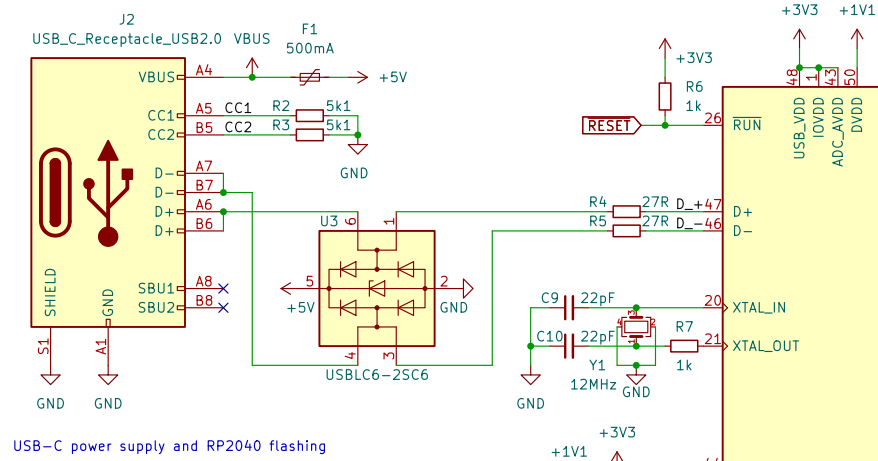 J2
USB_C_Receptacle_USB2.0
VBUS
F1
500mA
VBUS
A4
+5V
CC1
A5
CC1
R2
5k1
CC2
B5
CC2
R3
5k1
GND
D-
A7
D-
B7
D+
A6
D+
B6
SBU1
A8
SBU2
B8
SHIELD
GND
S1
A1
GND
GND
U3
6
1
5
2
+5V
GND
4
3
USBLC6-2SC6
+3V3
R6
1k
RESET
26
RUN
+3V3
+1V1
48
1
43
50
USB_VDD
IOVDD
ADC_AVDD
DVDD
R4
27R
D_+
47
D+
R5
27R
D_-
46
D-
C9
22pF
20
XTAL_IN
C10
22pF
3
4
2
1
R7
1k
21
XTAL_OUT
Y1
12MHz
GND
GND
USB-C power supply and RP2040 flashing
+3V3
+1V1